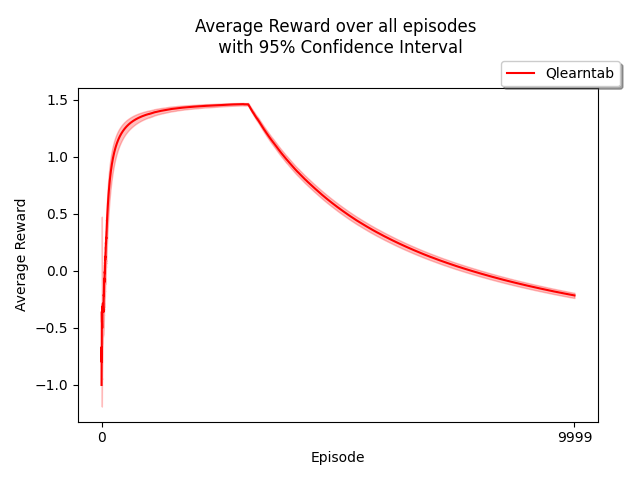 Average Reward over all episodes
with 95% Confidence Interval
Qlearntab
1.5
1.0
0.5
0.0
−0.5
−1.0
Average Reward
0
9999
Episode